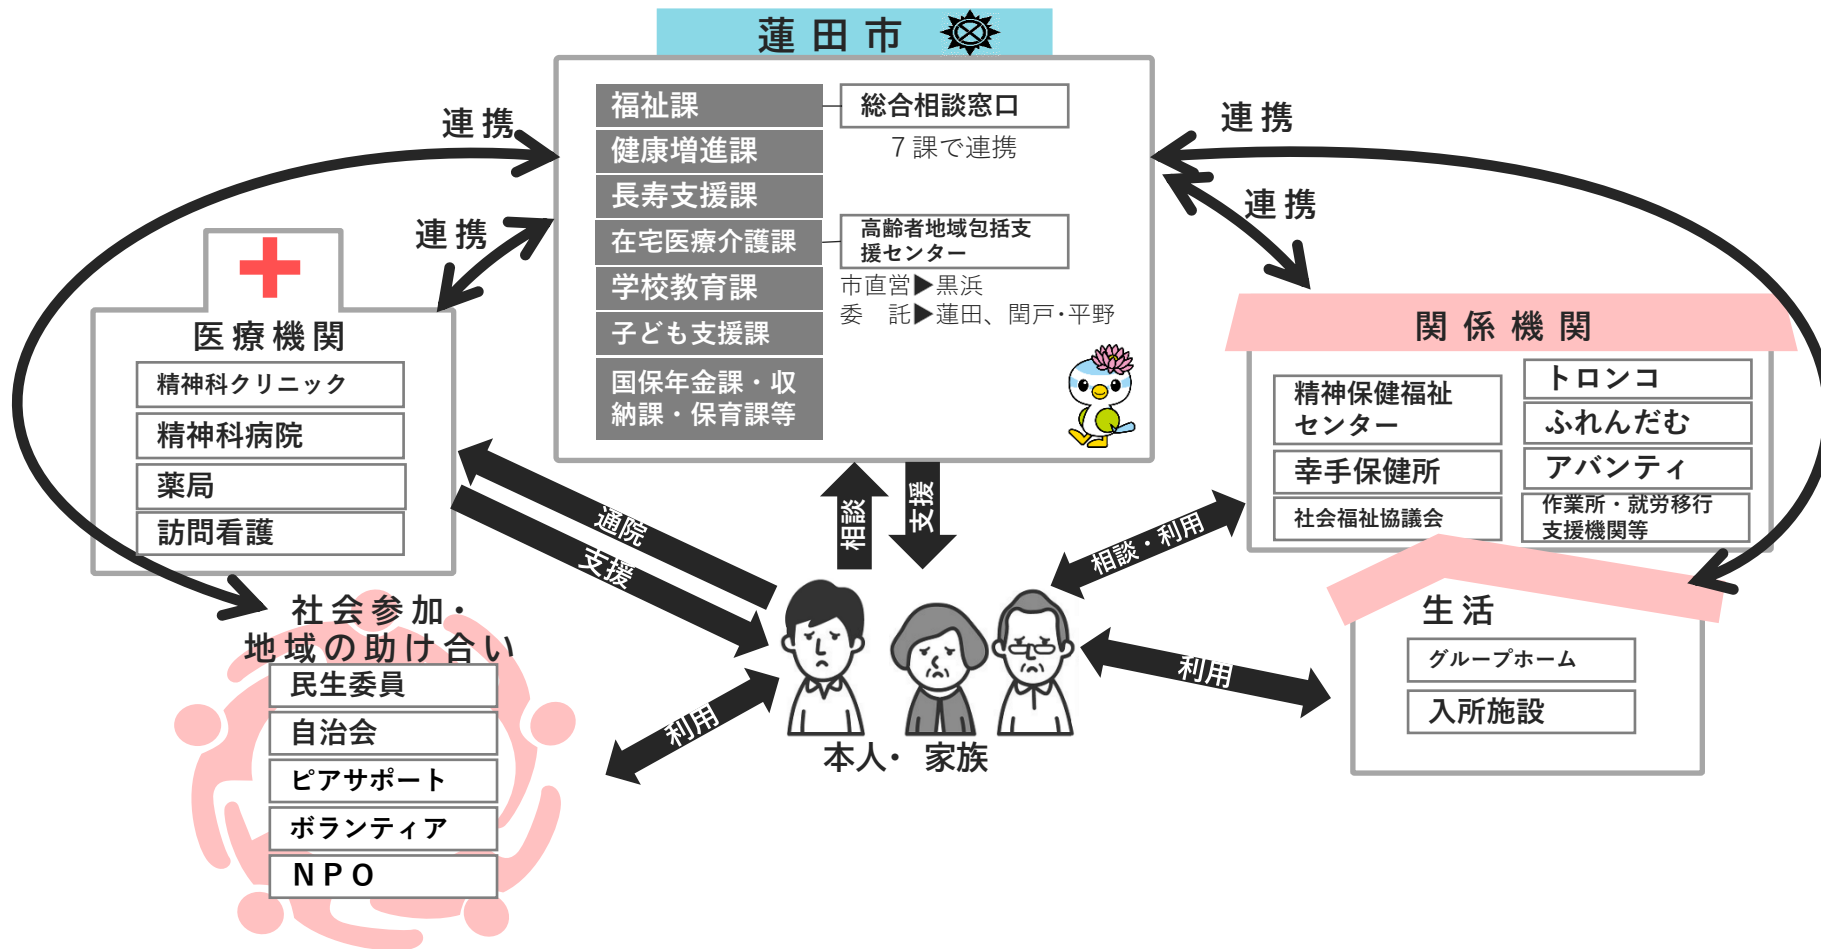 蓮田市
福祉課
総合相談窓口
7課で連携
健康増進課
長寿支援課
在宅医療介護課
高齢者地域包括支
援センター
市直営▶黒浜
委　託▶蓮田、閏戸・平野
学校教育課
子ども支援課
国保年金課・収
納課・保育課等
連携
連携
連携
連携
医療機関
精神科クリニック
精神科病院
薬局
訪問看護
関係機関
精神保健福祉
センター
幸手保健所
社会福祉協議会
トロンコ
ふれんだむ
アバンティ
作業所・就労移行
支援機関等
通院
支援
相談
支援
相談・利用
利用
利用
社会参加・
地域の助け合い
民生委員
自治会
ピアサポート
ボランティア
NPO
本人・家族
生活
グループホーム
入所施設